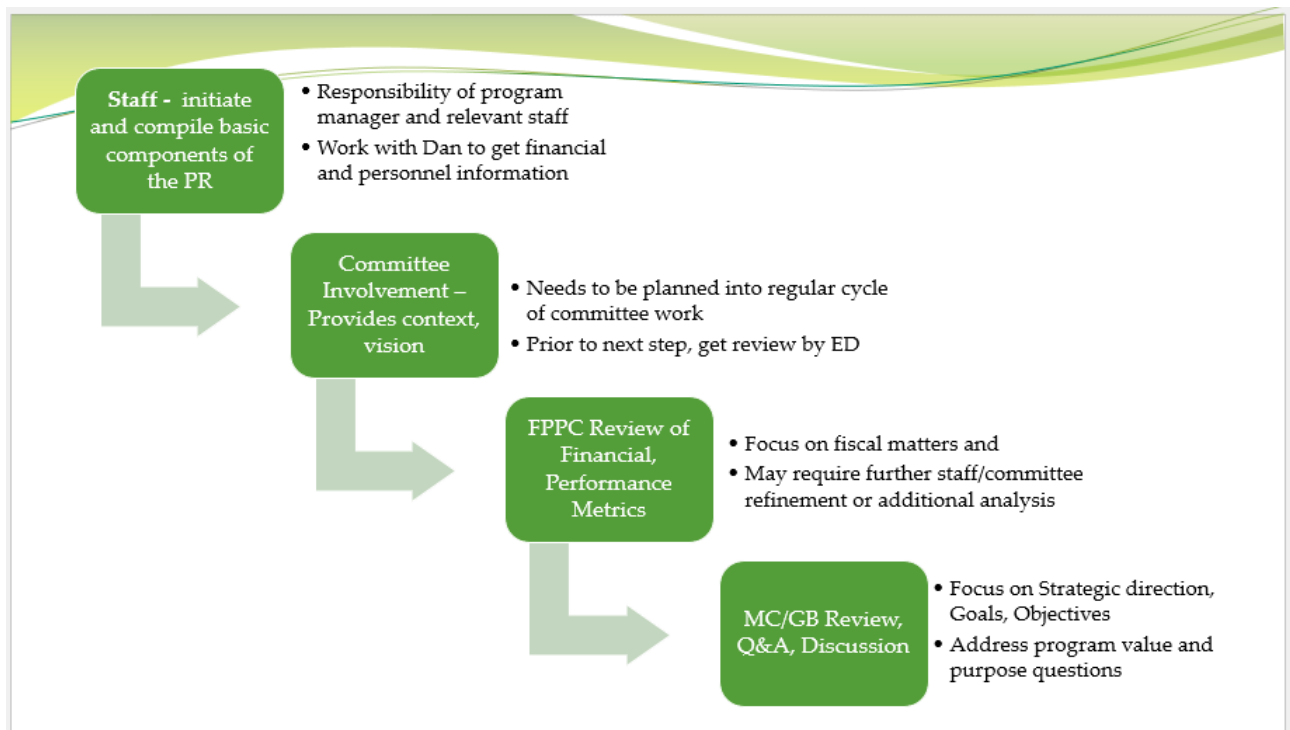 Staff - initiate
and compile basic
components of
the PR
• Responsibility of program
manager and relevant staff
• Work with Dan to get financial
and personnel information
Committee
Involvement –
Provides context,
vision
• Needs to be planned into regular cycle
of committee work
• Prior to next step, get review by ED
FPPC Review of
Financial,
Performance
Metrics
• Focus on fiscal matters and
• May require further staff/committee
refinement or additional analysis
MC/GB Review,
Q&A, Discussion
• Focus on Strategic direction,
Goals, Objectives
• Address program value and
purpose questions